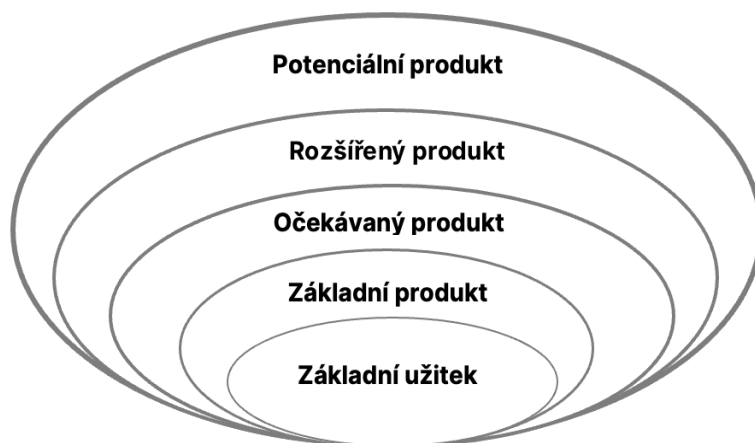 Potenciální produkt
Rozšířený produkt
Očekávaný produkt
Základní produkt
Základní užitek